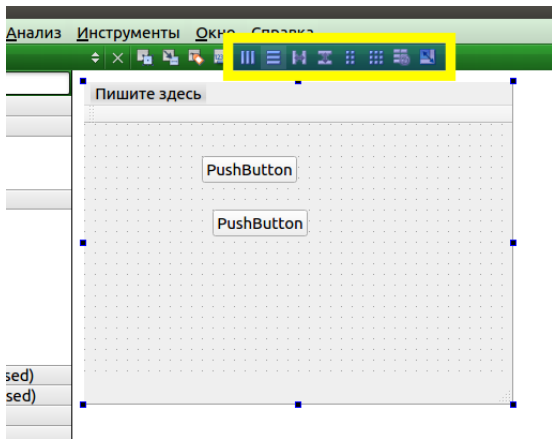 Анализ Инструменты Окно Справка
Пишите здесь
PushButton
PushButton
sed)
sed)